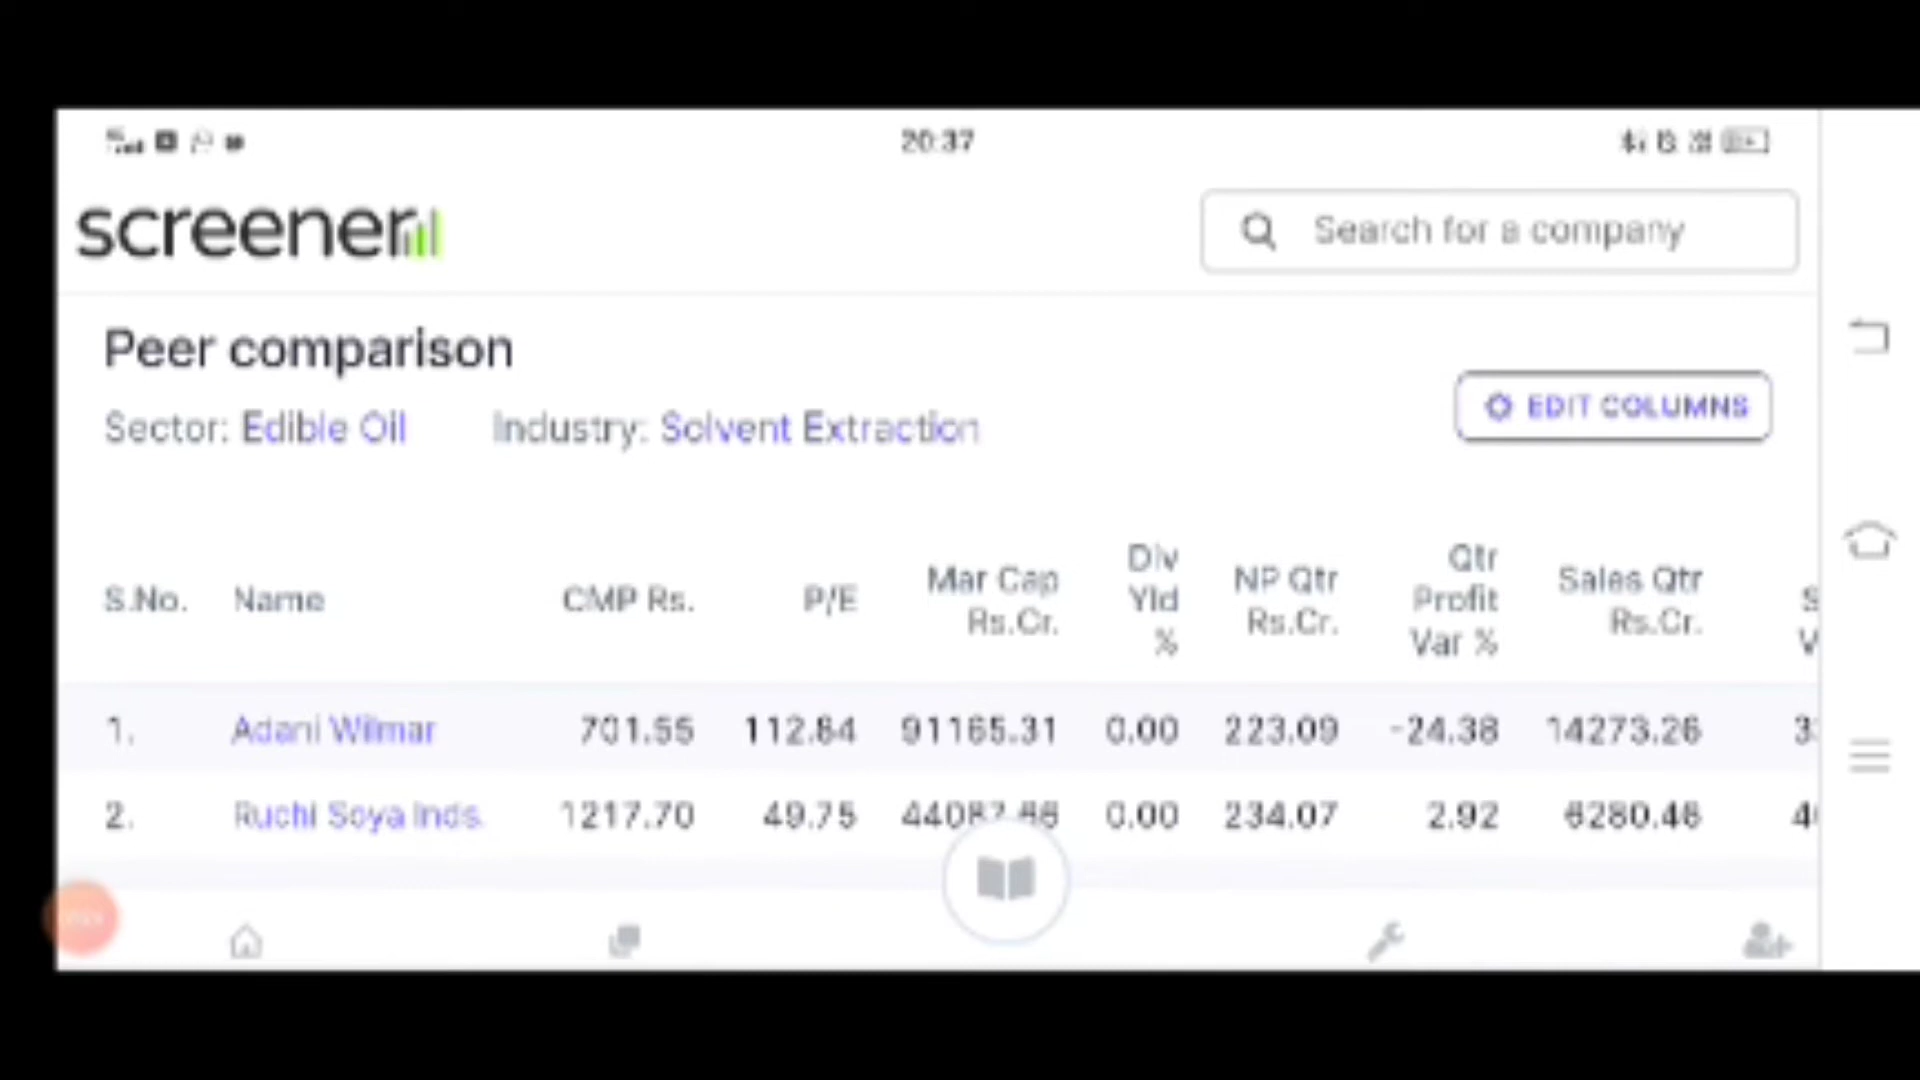 20:37
screener
Search for a company
Peer comparison
EDIT COLUMNS
Sector: Edible Oil Industry: Solvent Extraction
S.No. Name CMP Rs. P/E Mar Cap Rs.Cr. Div Yld % NP Qtr Rs.Cr. Qtr Profit Var % Sales Qtr Rs.Cr.
1. Adani Wilmar 701.55 112.64 91165.31 0.00 223.09 -24.38 14273.26
2. Ruchi Soya Inds. 1217.70 49.75 0.00 234.07 2.92 6280.46